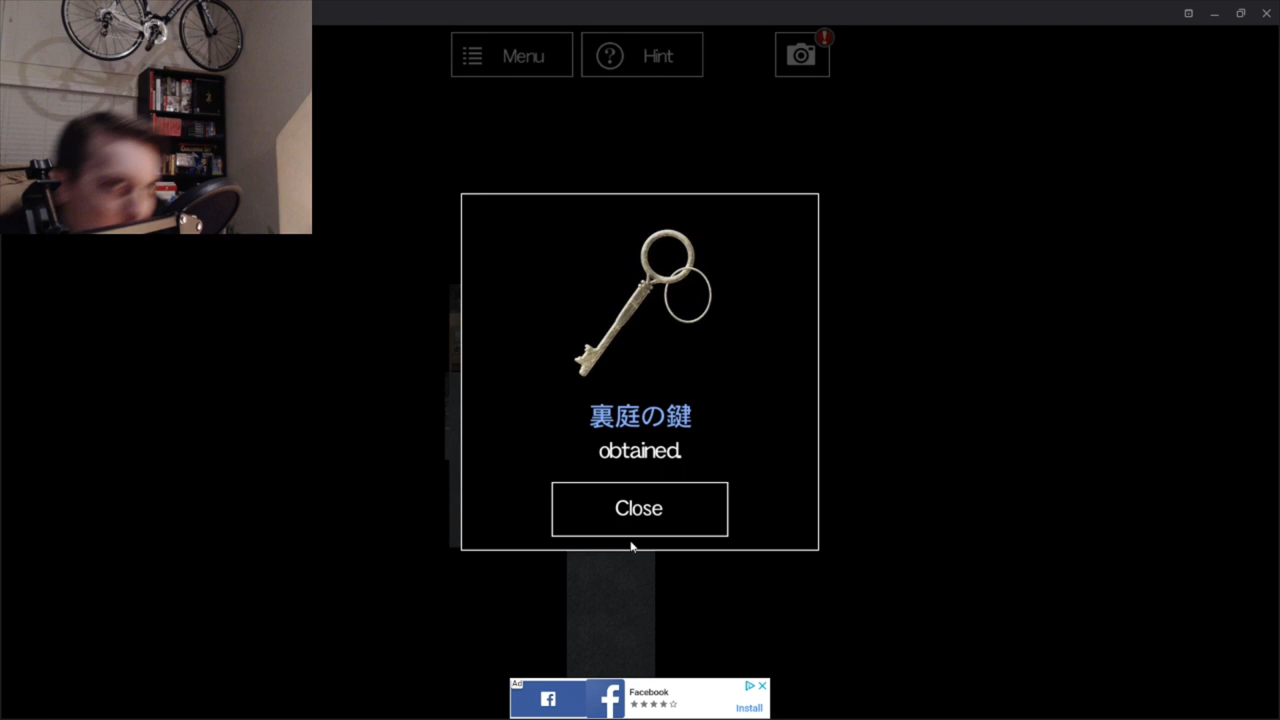 Menu
Hint
裏庭の鍵
obtained.
Close
Ad
Facebook
Install